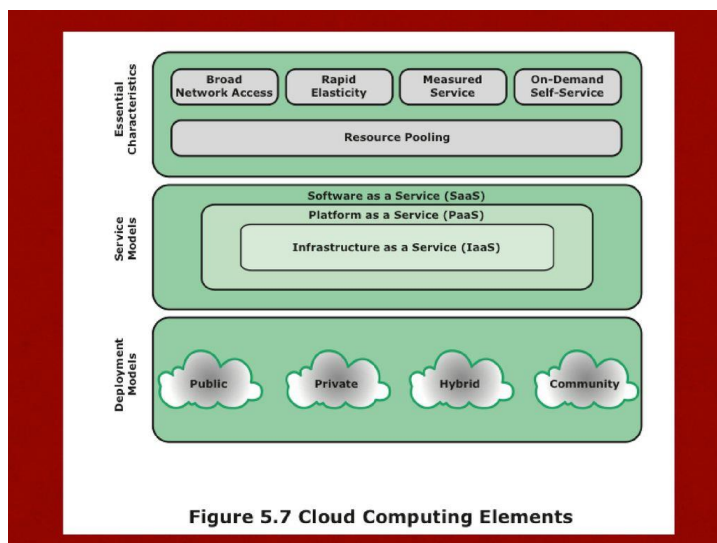 Essential
Characteristics
Broad
Network Access
Rapid
Elasticity
Measured
Service
On-Demand
Self-Service
Resource Pooling
Service
Models
Software as a Service (SaaS)
Platform as a Service (PaaS)
Infrastructure as a Service (IaaS)
Deployment
Models
Public
Private
Hybrid
Community
Figure 5.7 Cloud Computing Elements